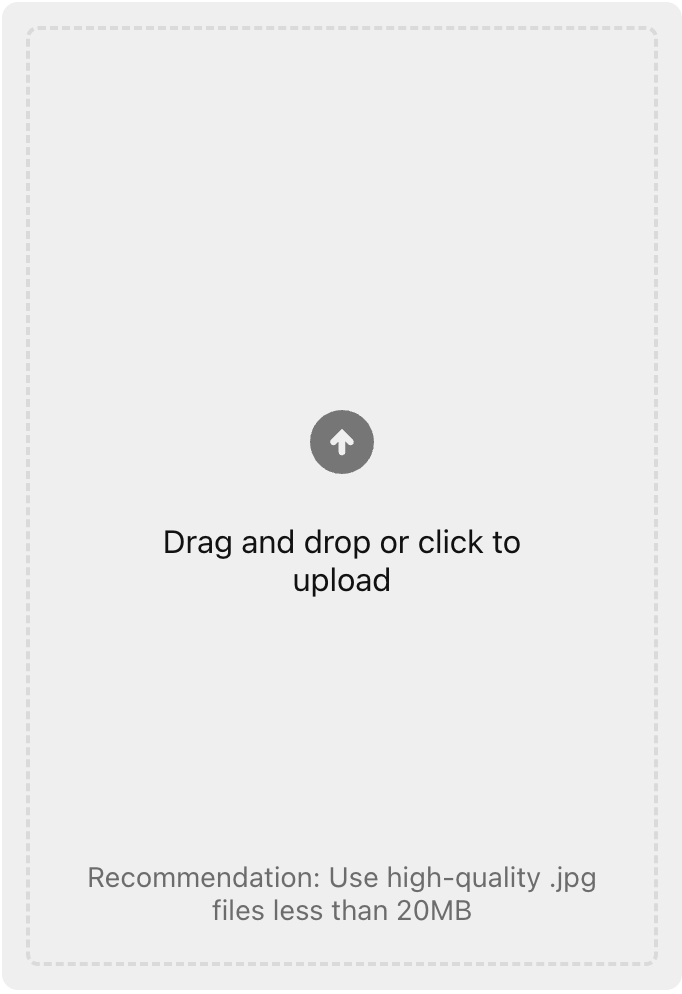 Drag and drop or click to
upload
Recommendation: Use high-quality .jpg
files less than 20MB